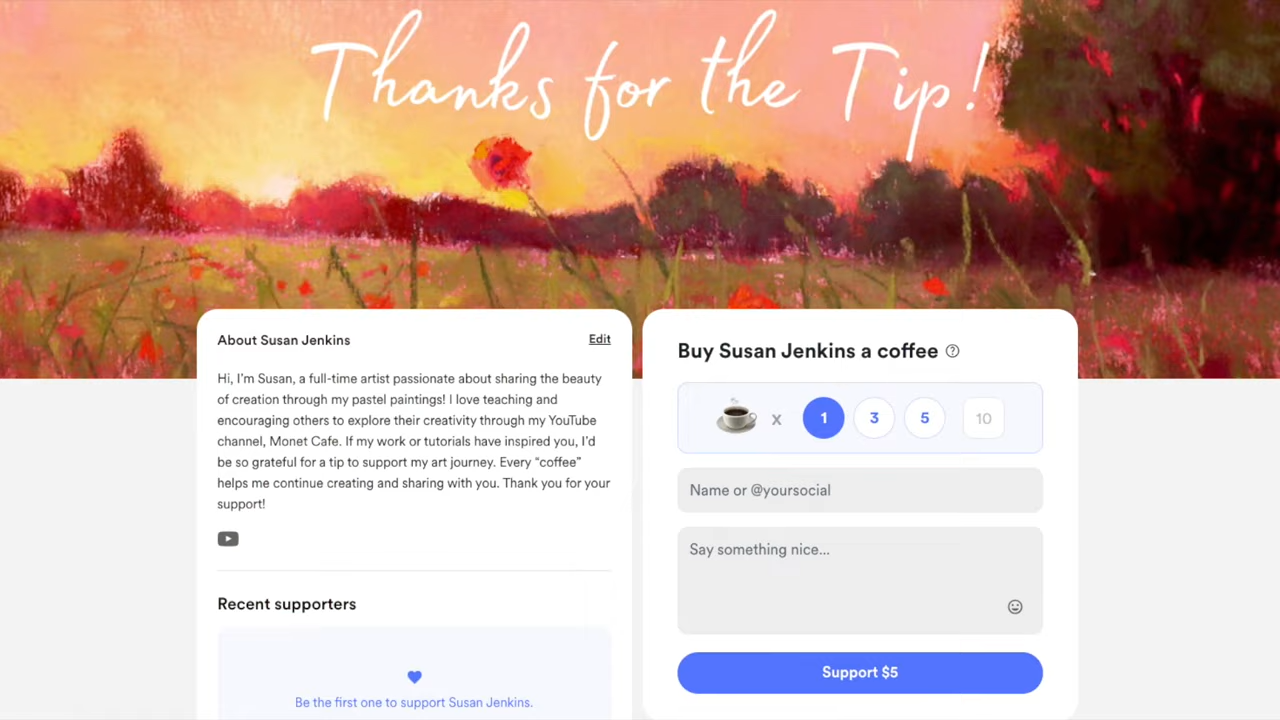 Thanks for the Tip!
About Susan Jenkins
Edit
Hi, I'm Susan, a full-time artist passionate about sharing the beauty
of creation through my pastel paintings! I love teaching and
encouraging others to explore their creativity through my YouTube
channel, Monet Cafe. If my work or tutorials have inspired you, I'd
be so grateful for a tip to support my art journey. Every “coffee”
helps me continue creating and sharing with you. Thank you for your
support!
Recent supporters
Be the first one to support Susan Jenkins.
Buy Susan Jenkins a coffee ?
x 1 3 5 10
Name or @yoursocial
Say something nice...
Support $5